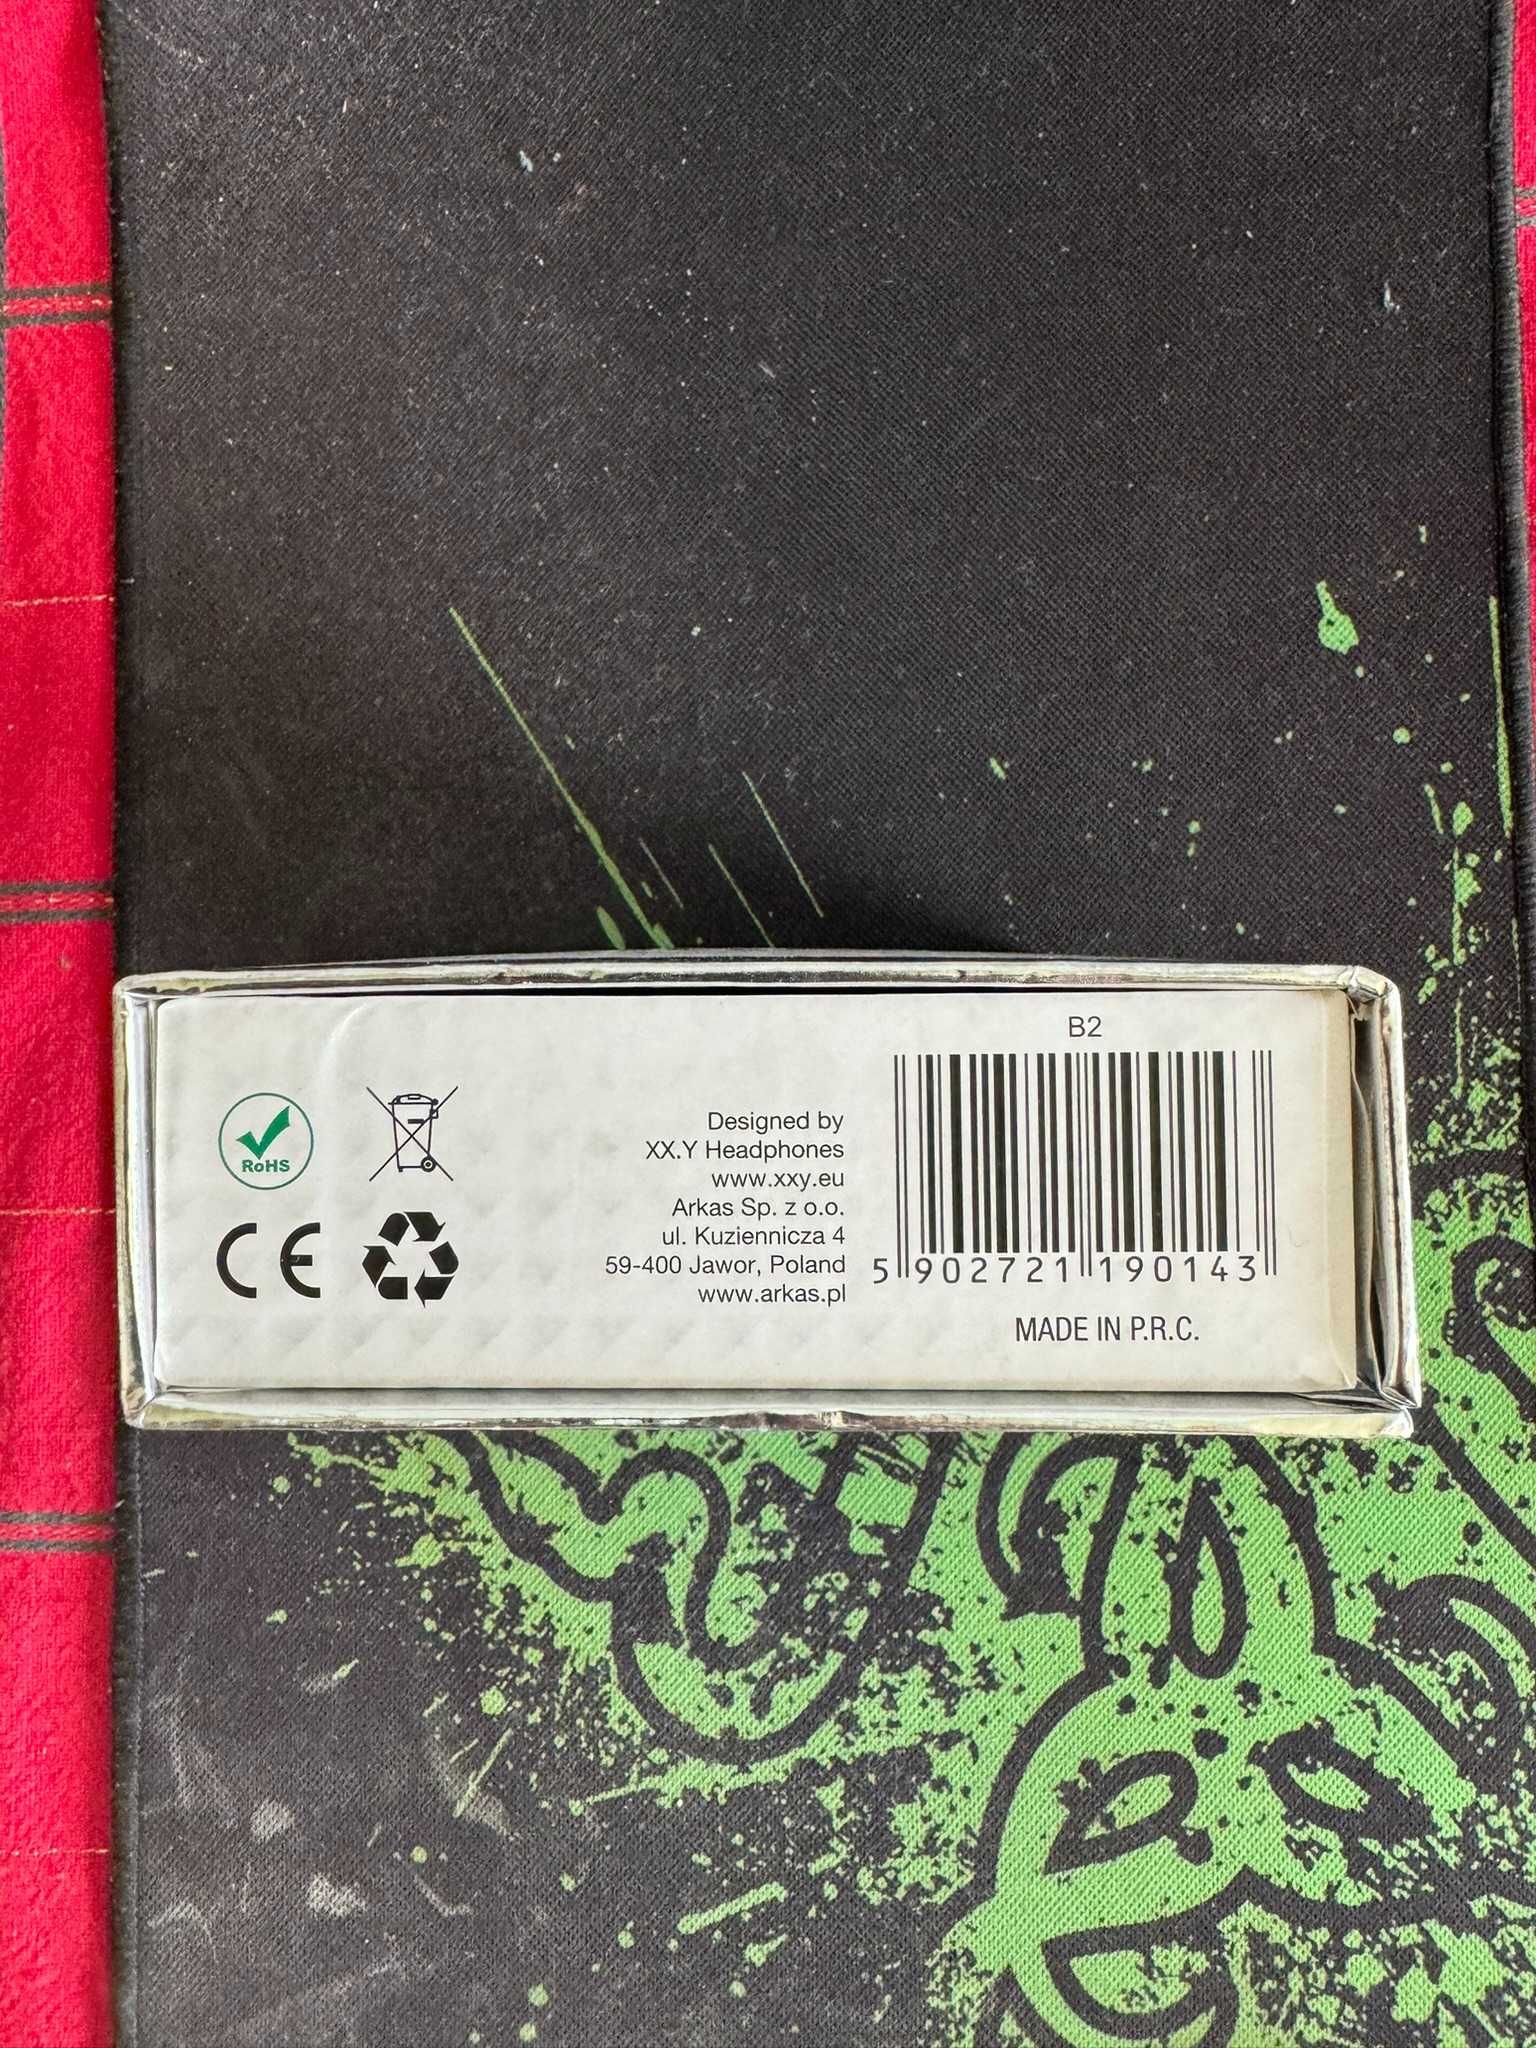 RoHS
CE
Designed by
XX.Y Headphones
www.xxy.eu
Arkas Sp. z o.o.
ul. Kuziennicza 4
59-400 Jawor, Poland
www.arkas.pl
B2
5 902721 190143
MADE IN P.R.C.